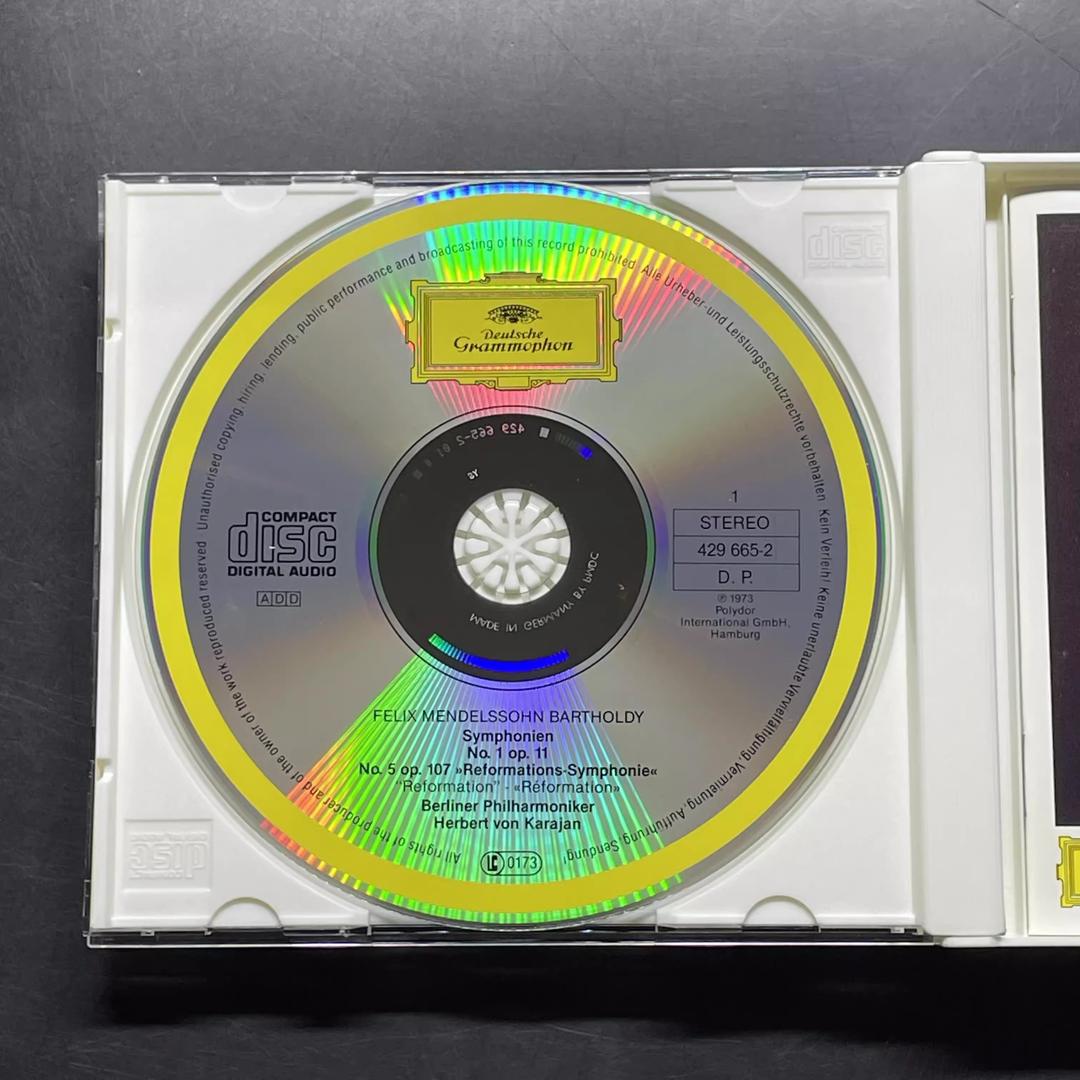 Unauthorised copying, hiring, lending, public performance and broadcasting of this record prohibited. Alle Urheber- und Leistungsschutzrechte vorbehalten · Kein Verleih! Keine unerlaubte Vervielfältigung, Vermietung, Aufführung, Sendung!
All rights of the producer and of the owner of the work reproduced reserved ·
Deutsche
Grammophon
429 665-2
SY
MADE IN GERMANY BY PMDC
COMPACT
disc
DIGITAL AUDIO
ADD
1
STEREO
429 665-2
D. P.
℗ 1973
Polydor
International GmbH,
Hamburg
FELIX MENDELSSOHN BARTHOLDY
Symphonien
No. 1 op. 11
No. 5 op. 107 »Reformations-Symphonie«
"Reformation" - «Réformation»
Berliner Philharmoniker
Herbert von Karajan
LC 0173
disc
disc